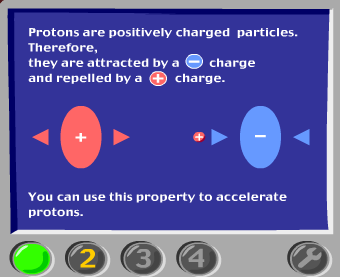 Protons are positively charged particles.
Therefore,
they are attracted by a − charge
and repelled by a + charge.
+ + −
You can use this property to accelerate
protons.
2 3 4